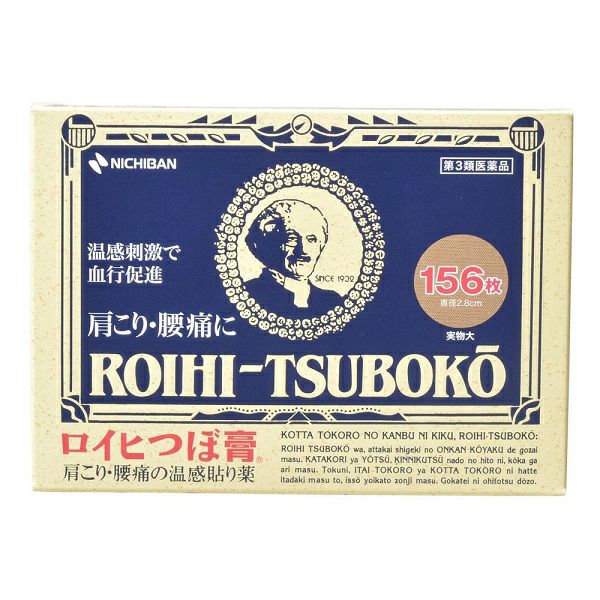 NICHIBAN
第3類医薬品
温感刺激で
血行促進
SINCE 1932
156枚
直径2.8cm
実物大
肩こり・腰痛に
ROIHI-TSUBOKŌ
ロイヒつぼ膏®
肩こり・腰痛の温感貼り薬
KOTTA TOKORO NO KANBU NI KIKU, ROIHI-TSUBOKŌ:
ROIHI TSUBOKŌ wa, attakai shigeki no ONKAN KŌYAKU de gozai
masu. KATAKORI ya YŌTSŪ, KINNIKUTSŪ nado no hito ni, kōka ga
ari masu. Tokuni, ITAI TOKORO ya KOTTA TOKORO ni hatte
itadaki masu to, issō yoikato zonji masu. Gokatei ni ohitotsu dōzo.